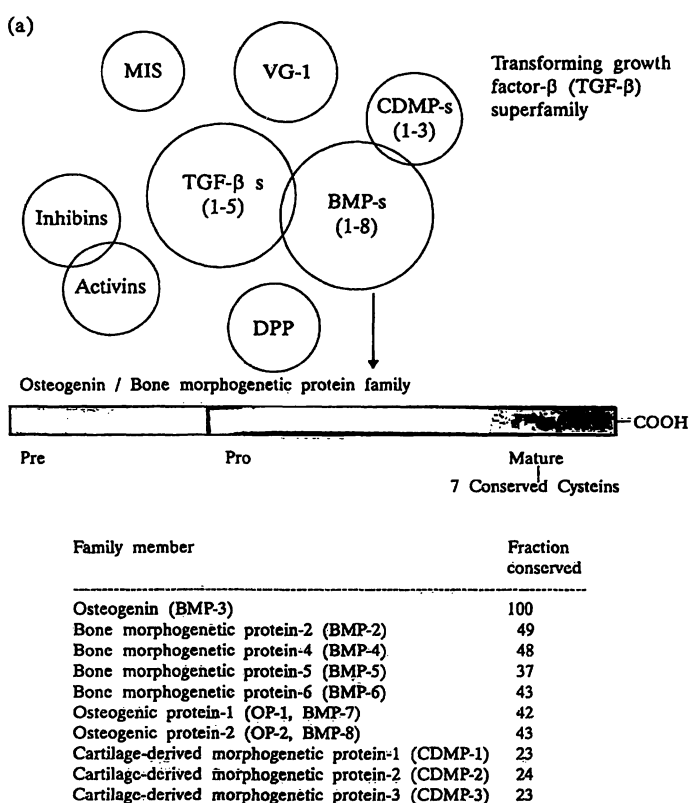 (a)
MIS
VG-1
Transforming growth
factor-β (TGF-β)
superfamily
CDMP-s
(1-3)
TGF-β s
(1-5)
BMP-s
(1-8)
Inhibins
Activins
DPP
Osteogenin / Bone morphogenetic protein family
COOH
Pre Pro Mature
7 Conserved Cysteins
Family member Fraction
conserved
Osteogenin (BMP-3) 100
Bone morphogenetic protein-2 (BMP-2) 49
Bone morphogenetic protein-4 (BMP-4) 48
Bone morphogenetic protein-5 (BMP-5) 37
Bone morphogenetic protein-6 (BMP-6) 43
Osteogenic protein-1 (OP-1, BMP-7) 42
Osteogenic protein-2 (OP-2, BMP-8) 43
Cartilage-derived morphogenetic protein-1 (CDMP-1) 23
Cartilage-derived morphogenetic protein-2 (CDMP-2) 24
Cartilage-derived morphogenetic protein-3 (CDMP-3) 23